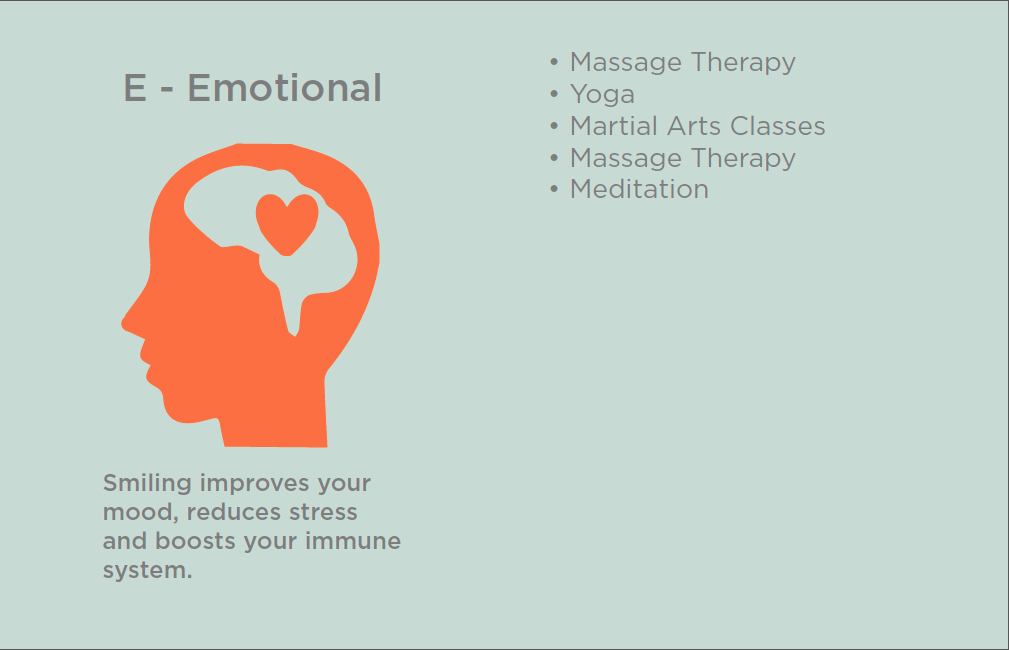 E - Emotional
Smiling improves your
mood, reduces stress
and boosts your immune
system.
• Massage Therapy
• Yoga
• Martial Arts Classes
• Massage Therapy
• Meditation